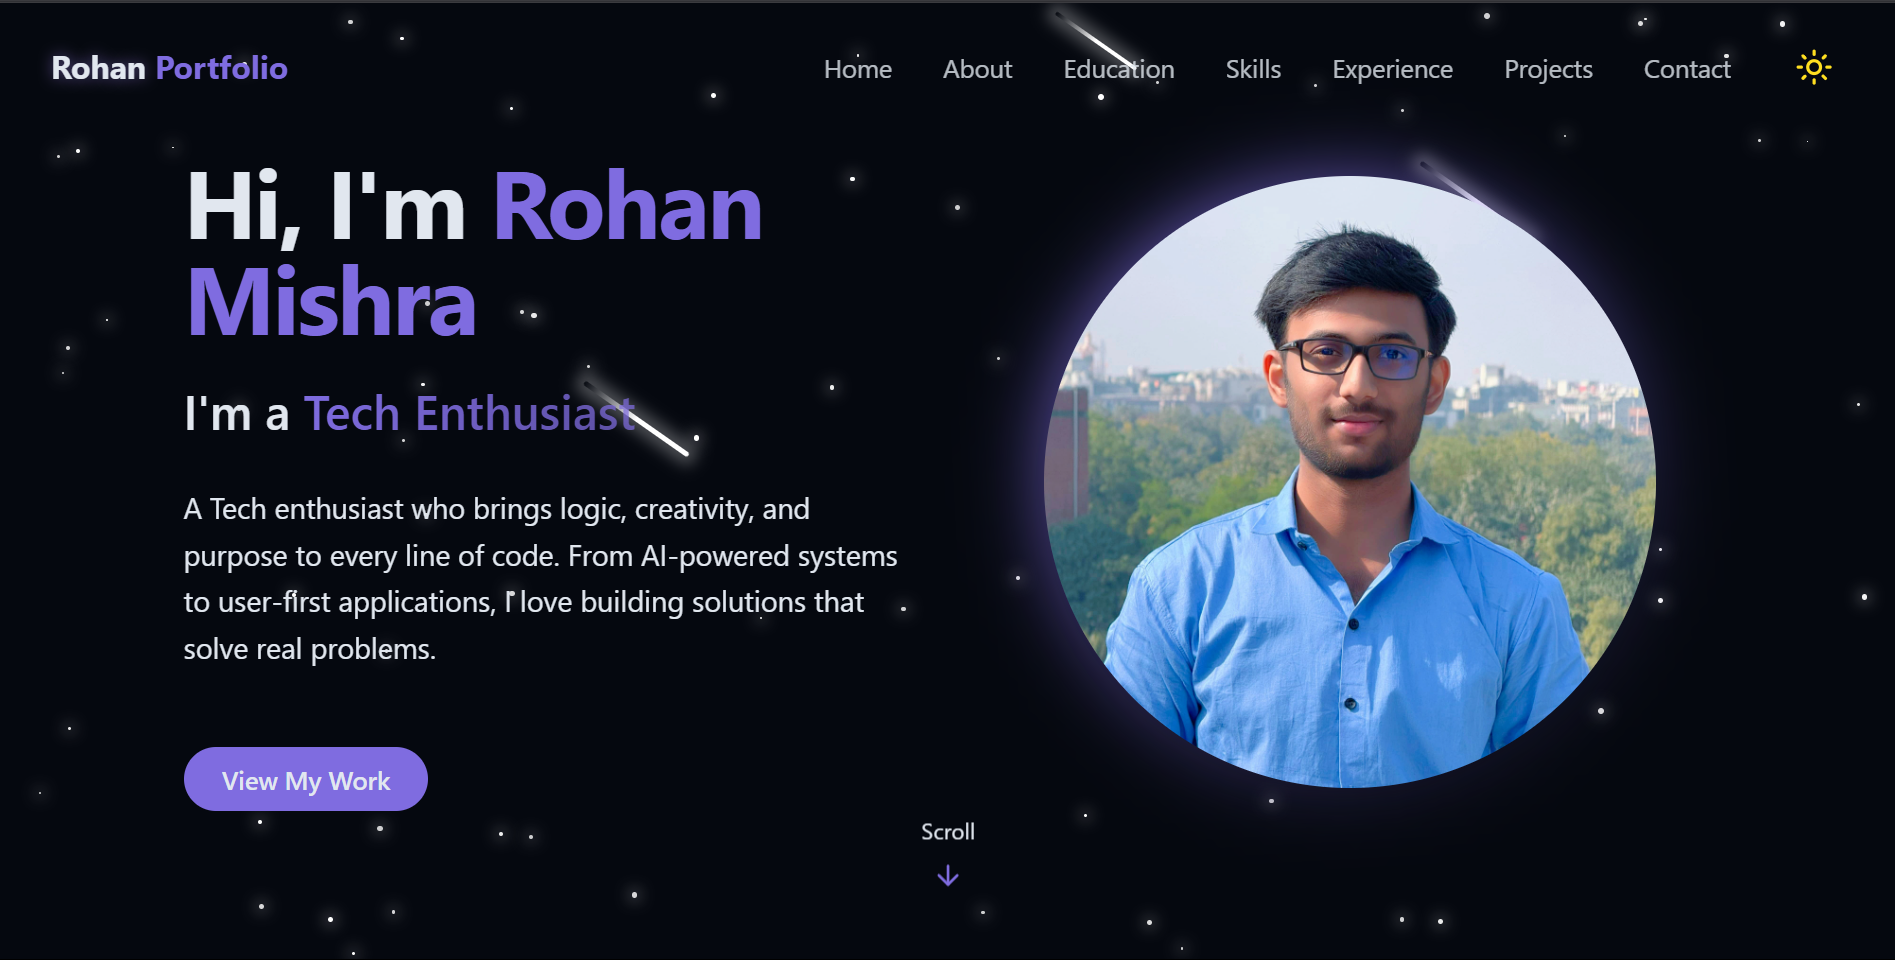 Rohan Portfolio
Home About Education Skills Experience Projects Contact
Hi, I'm Rohan
Mishra
I'm a Tech Enthusiast
A Tech enthusiast who brings logic, creativity, and
purpose to every line of code. From AI-powered systems
to user-first applications, I love building solutions that
solve real problems.
View My Work
Scroll